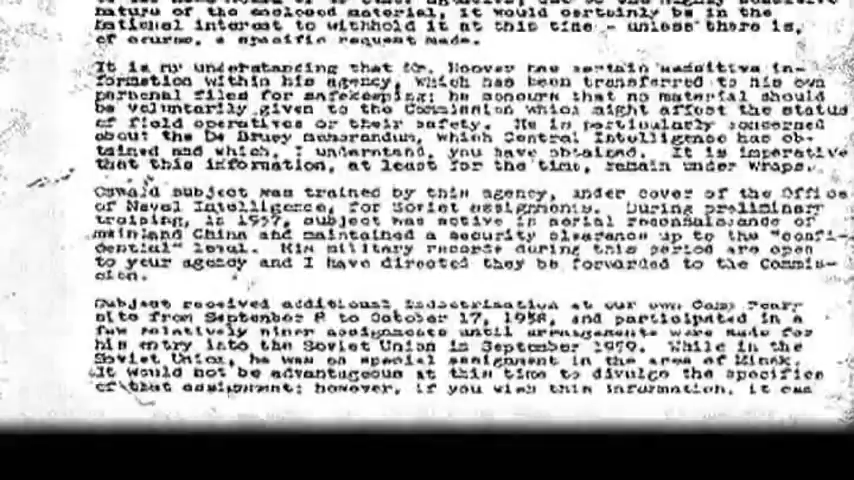 nature of the enclosed material, it would certainly be in the
national interest to withhold it at this time - unless there is,
of course, a specific request made.
It is my understanding that Mr. Hoover has certain sensitive in-
formation within his agency, which has been transferred to his own
personal files for safekeeping; he concurs that no material should
be voluntarily given to the Commission which might affect the status
of field operatives or their safety. He is particularly concerned
about the De Bruey memorandum, which Central Intelligence has ob-
tained and which, I understand, you have obtained. It is imperative
that this information, at least for the time, remain under wraps.
Oswald subject was trained by this agency, under cover of the Office
of Naval Intelligence, for Soviet assignments. During preliminary
training, in 1957, subject was active in aerial reconnaissance of
mainland China and maintained a security clearance up to the "confi-
dential" level. His military records during this period are open
to your agency and I have directed they be forwarded to the Commis-
sion.
Subject received additional indoctrination at our own Camp Peary
site from September 8 to October 17, 1958, and participated in a
few relatively minor assignments until arrangements were made for
his entry into the Soviet Union in September 1959. While in the
Soviet Union, he was on special assignment in the area of Minsk.
It would not be advantageous at this time to divulge the specifics
of that assignment; however, if you wish this information, it can